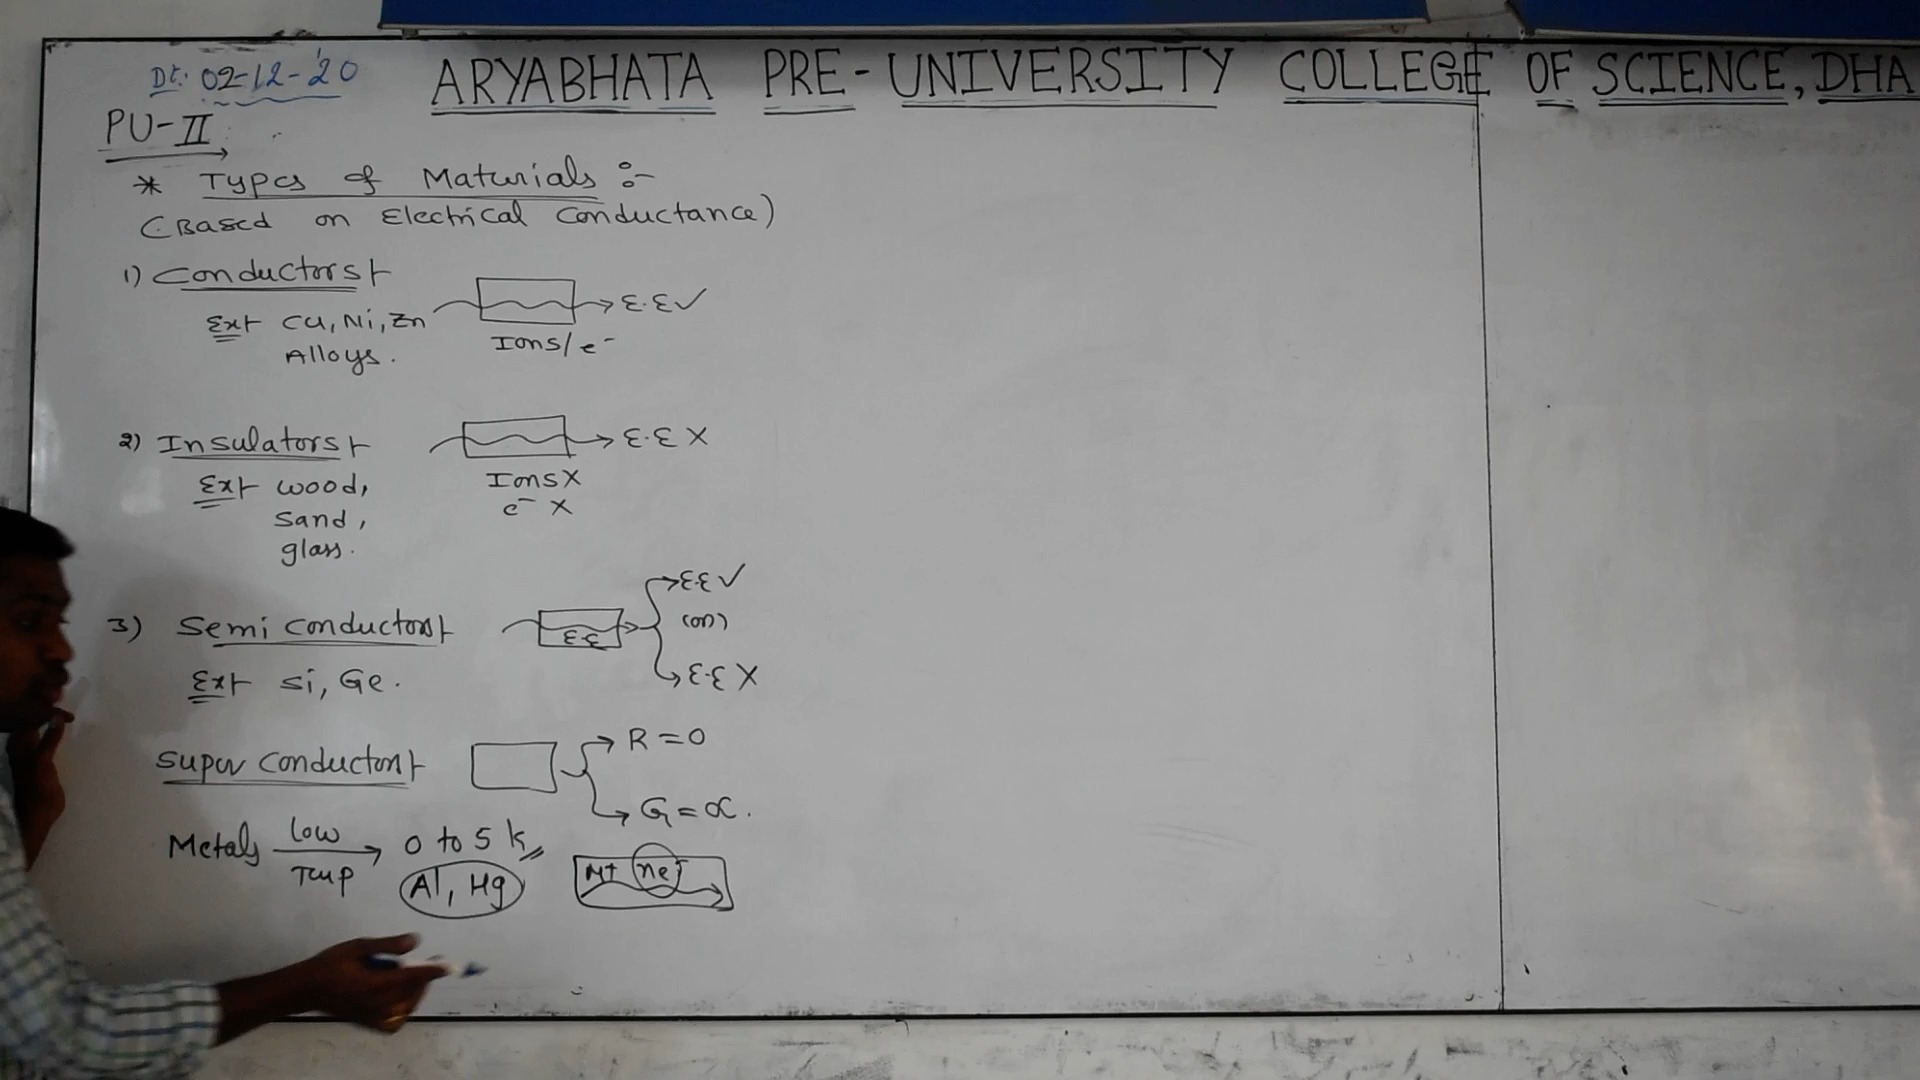 Dt: 02-12-'20
ARYABHATA PRE-UNIVERSITY COLLEGE OF SCIENCE, DHA
PU-II
* Types of Materials :-
(Based on Electrical Conductance)
1) Conductors:-
Ex:- Cu, Ni, Zn
Alloys.
E.E ✓
Ions/e⁻
2) Insulators:-
Ex:- wood,
Sand,
glass.
E.E X
Ions X
e⁻ X
3) Semi conductors:-
Ex:- Si, Ge.
E.E
E.E ✓
(or)
E.E X
Super conductors:-
R = 0
G = ∝.
Metals Low Temp → 0 to 5 K
Al, Hg
M+ ne⁻